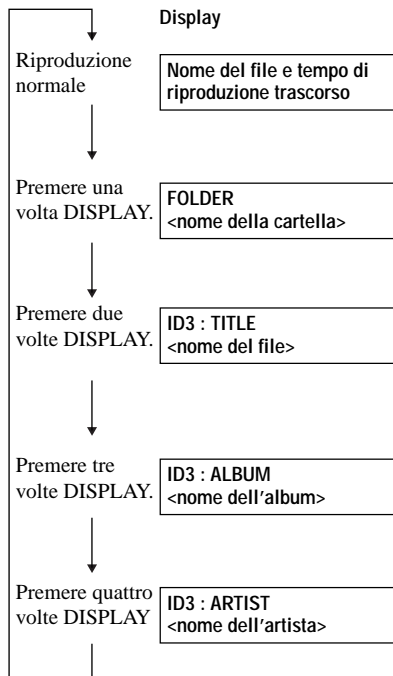 Display
Riproduzione
normale
Nome del file e tempo di
riproduzione trascorso
Premere una
volta DISPLAY.
FOLDER
<nome della cartella>
Premere due
volte DISPLAY.
ID3 : TITLE
<nome del file>
Premere tre
volte DISPLAY.
ID3 : ALBUM
<nome dell'album>
Premere quattro
volte DISPLAY
ID3 : ARTIST
<nome dell'artista>